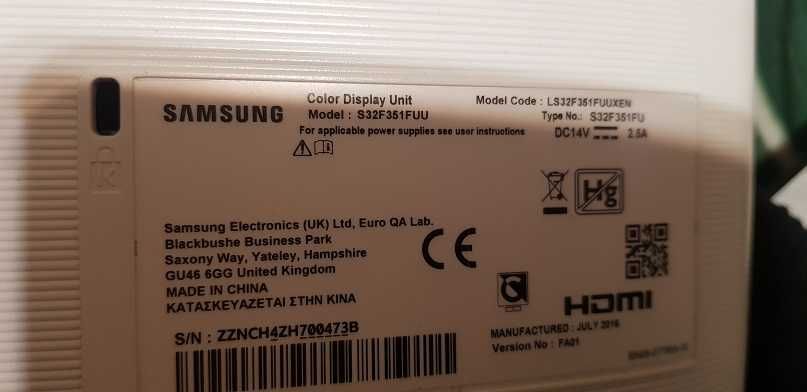 SAMSUNG
Color Display Unit
Model : S32F351FUU
For applicable power supplies see user instructions
Model Code : LS32F351FUUXEN
Type No.: S32F351FU
DC14V 2.5A
Hg
Samsung Electronics (UK) Ltd, Euro QA Lab.
Blackbushe Business Park
Saxony Way, Yateley, Hampshire
GU46 6GG United Kingdom
MADE IN CHINA
ΚΑΤΑΣΚΕΥΑΖΕΤΑΙ ΣΤΗΝ ΚΙΝΑ
CE
HDMI
S/N : ZZNCH4ZH700473B
MANUFACTURED : JULY 2016
Version No : FA01